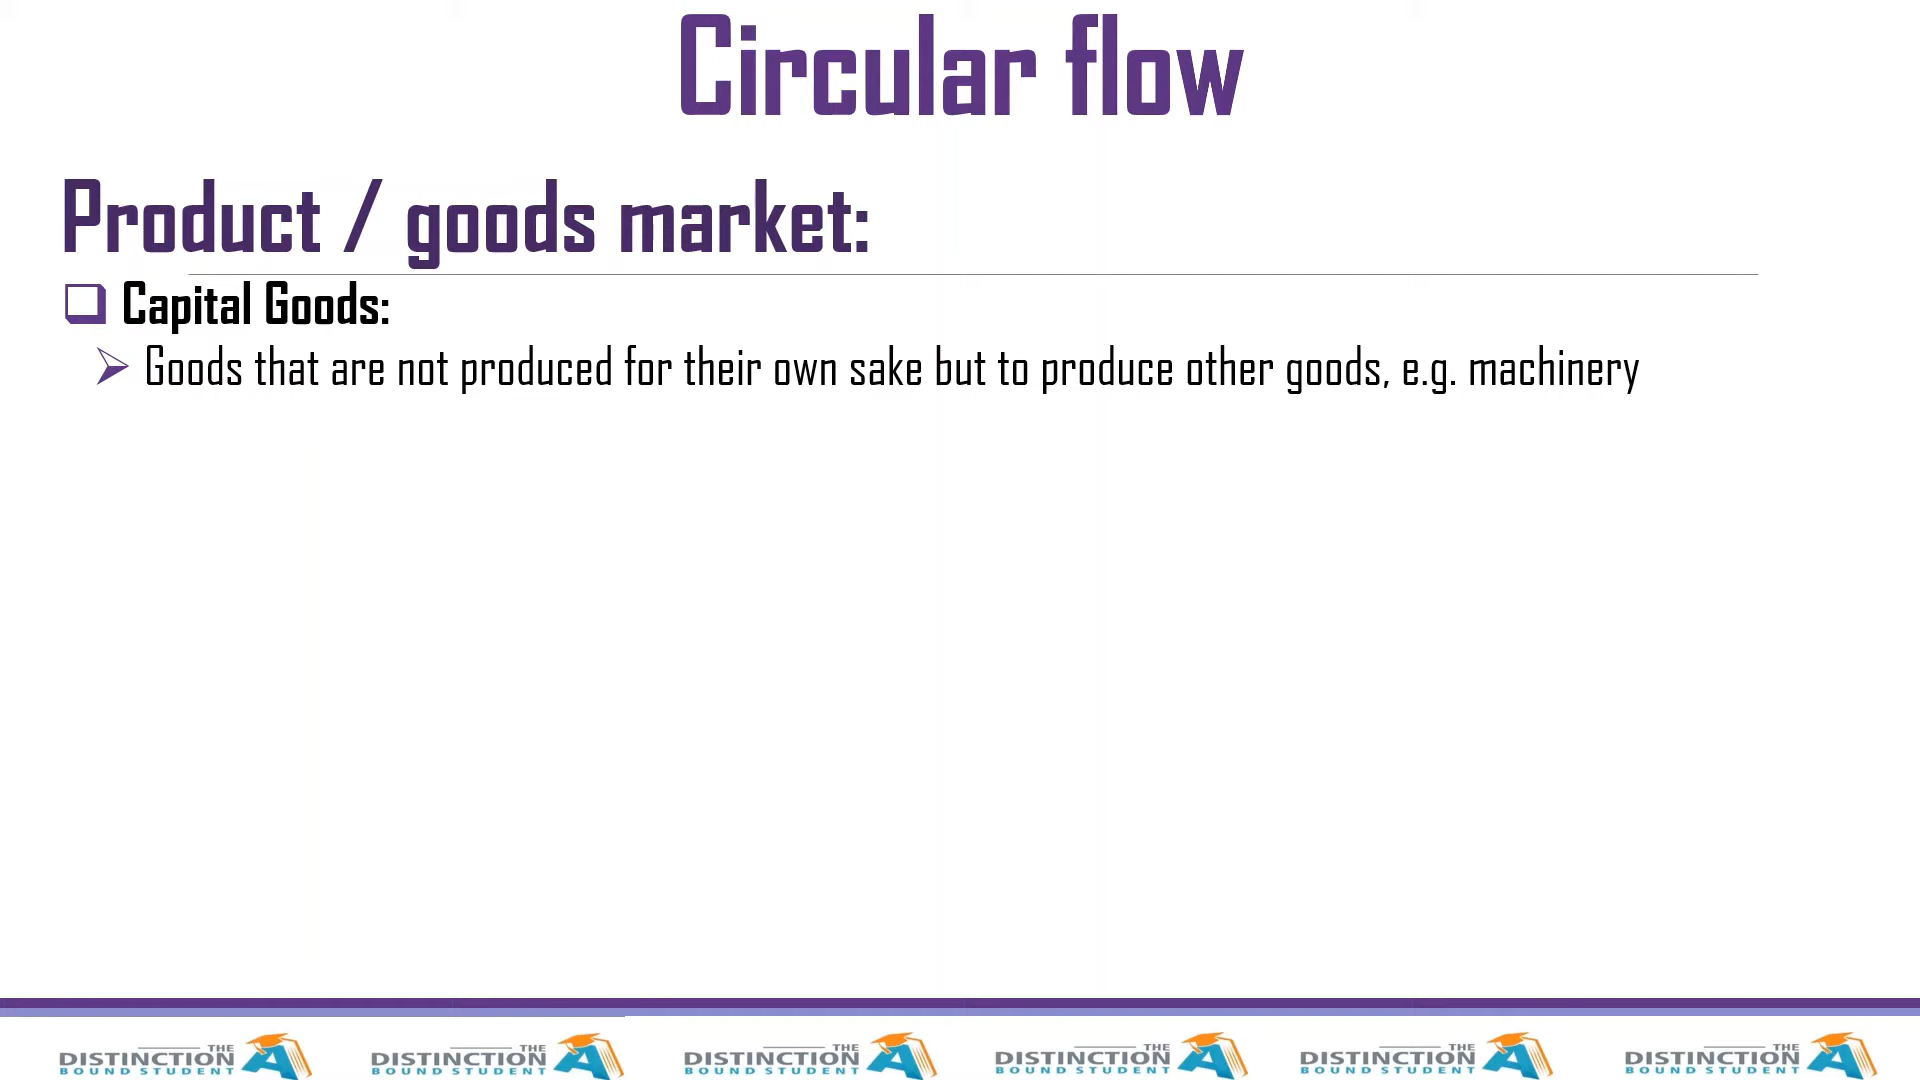 Circular flow
Product / goods market:
Capital Goods:
Goods that are not produced for their own sake but to produce other goods, e.g. machinery
THE
DISTINCTION
BOUND STUDENT
THE
DISTINCTION
BOUND STUDENT
THE
DISTINCTION
BOUND STUDENT
THE
DISTINCTION
BOUND STUDENT
THE
DISTINCTION
BOUND STUDENT
THE
DISTINCTION
BOUND STUDENT